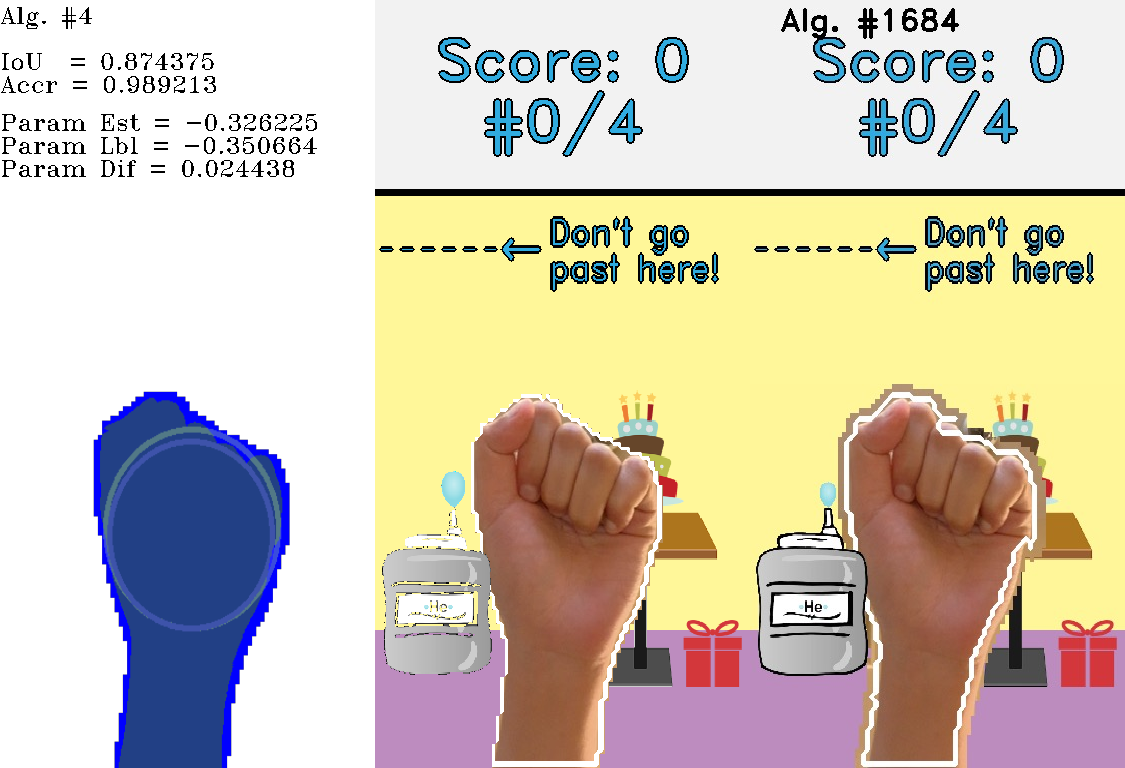 Alg. #4
IoU = 0.874375
Accr = 0.989213
Param Est = -0.326225
Param Lbl = -0.350664
Param Dif = 0.024438
Score: 0
#0/4
------← Don't go
past here!
He
Alg. #1684
Score: 0
#0/4
------← Don't go
past here!
He